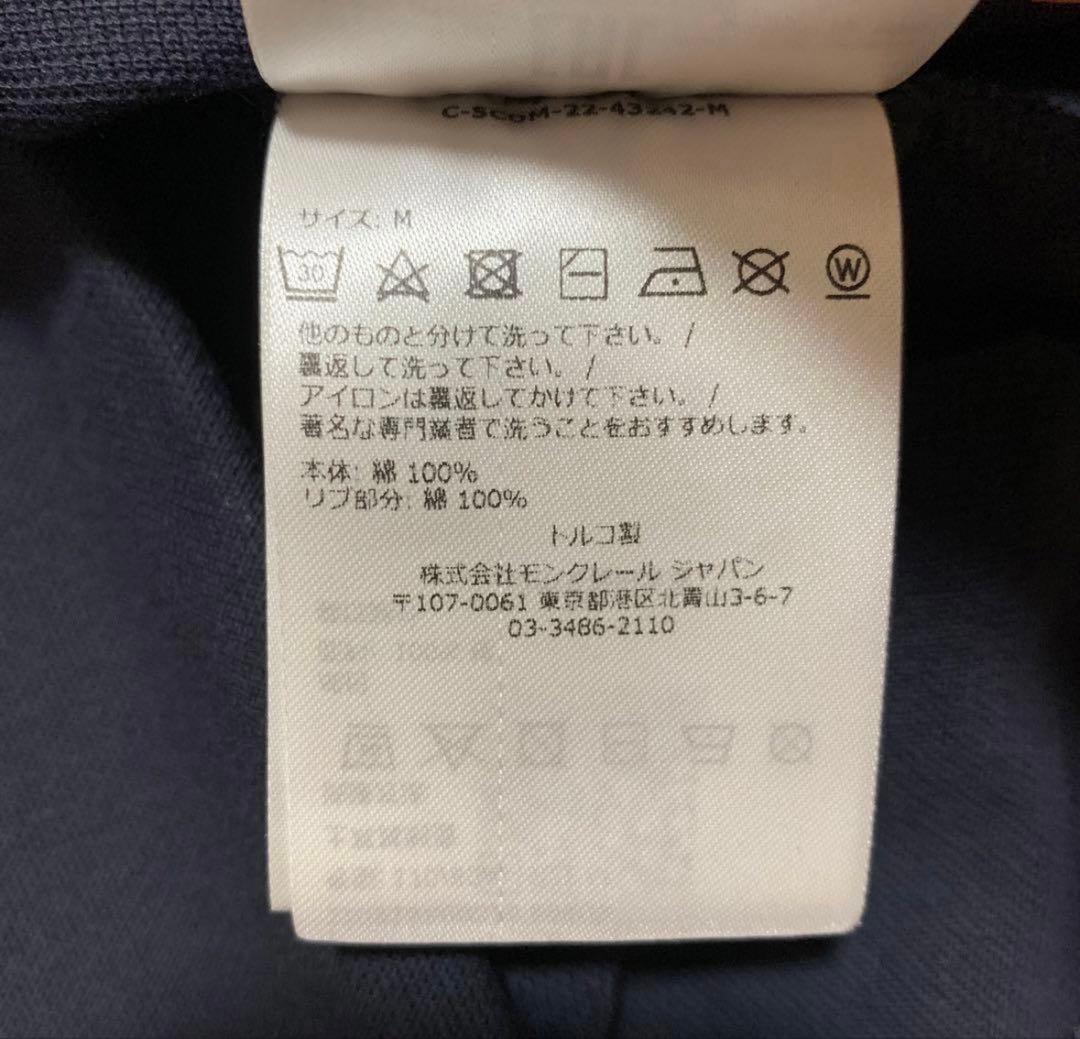 C-SCOM-22-43242-M
サイズ: M
30 W
他のものと分けて洗って下さい。 /
裏返して洗って下さい。 /
アイロンは裏返してかけて下さい。 /
著名な専門業者で洗うことをおすすめします。
本体: 綿 100%
リブ部分: 綿 100%
トルコ製
株式会社モンクレール ジャパン
〒107-0061 東京都港区北青山3-6-7
03-3486-2110